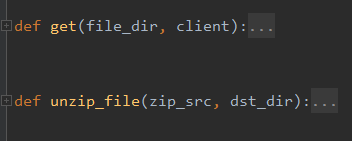 def get(file_dir, client):...
def unzip_file(zip_src, dst_dir):...